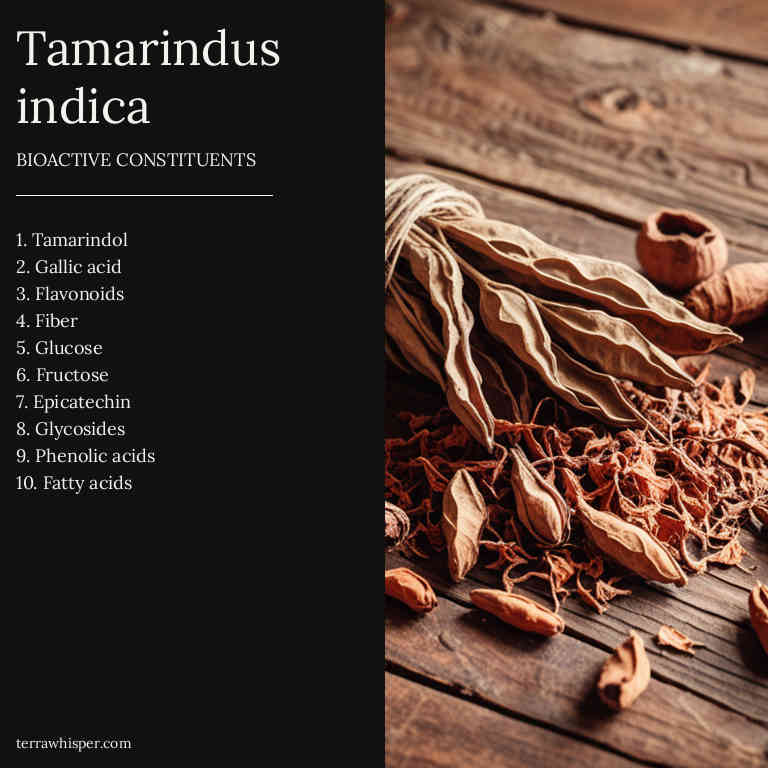 Tamarindus
indica
BIOACTIVE CONSTITUENTS
1. Tamarindol
2. Gallic acid
3. Flavonoids
4. Fiber
5. Glucose
6. Fructose
7. Epicatechin
8. Glycosides
9. Phenolic acids
10. Fatty acids
terrawhisper.com